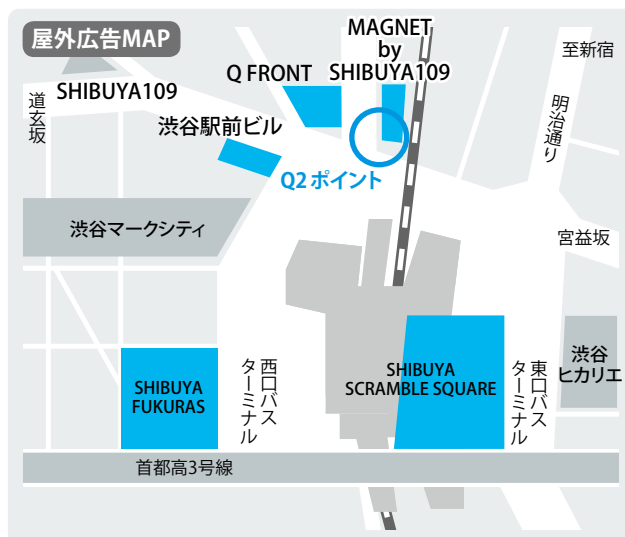 屋外広告MAP
MAGNET
by
SHIBUYA109
至新宿
Q FRONT
SHIBUYA109
道玄坂
明治通り
渋谷駅前ビル
Q2ポイント
渋谷マークシティ
宮益坂
SHIBUYA
FUKURAS
西口バス
ターミナル
SHIBUYA
SCRAMBLE SQUARE
東口バス
ターミナル
渋谷
ヒカリエ
首都高3号線